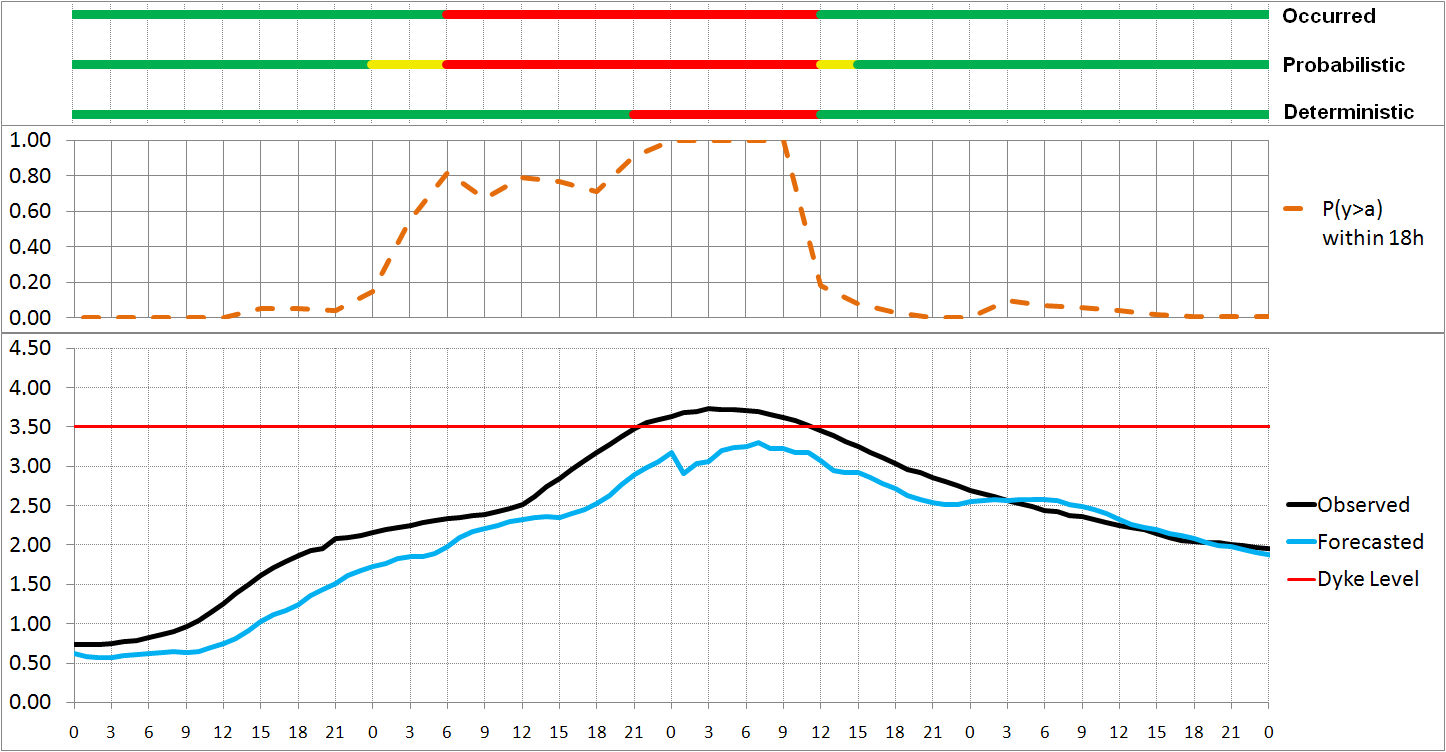 Occurred
Probabilistic
Deterministic
1.00
0.80
0.60
0.40
0.20
0.00
P(y>a)
within 18h
4.50
4.00
3.50
3.00
2.50
2.00
1.50
1.00
0.50
0.00
Observed
Forecasted
Dyke Level
0 3 6 9 12 15 18 21 0 3 6 9 12 15 18 21 0 3 6 9 12 15 18 21 0 3 6 9 12 15 18 21 0